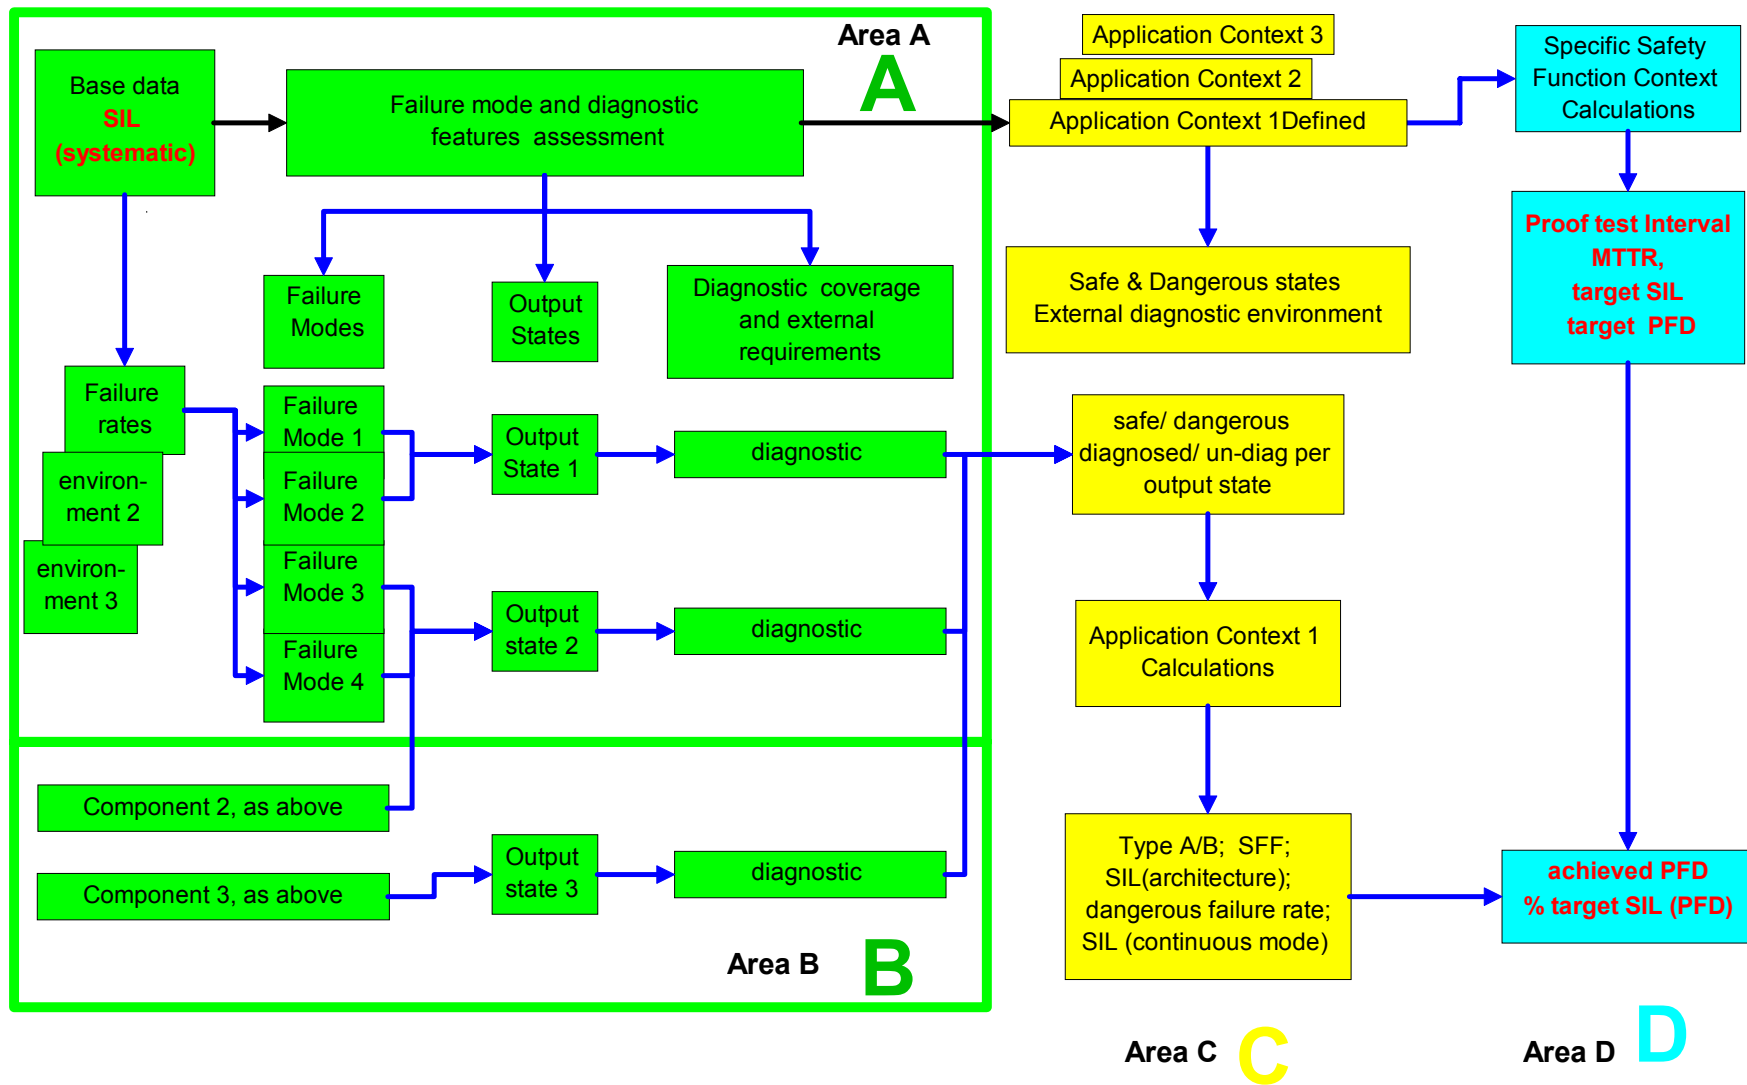 Area A
A
Base data
SIL
(systematic)
Failure mode and diagnostic
features assessment
Failure
Modes
Output
States
Diagnostic coverage
and external
requirements
Failure
rates
environ-
ment 2
environ-
ment 3
Failure
Mode 1
Failure
Mode 2
Failure
Mode 3
Failure
Mode 4
Output
State 1
diagnostic
Output
state 2
diagnostic
Component 2, as above
Component 3, as above
Output
state 3
diagnostic
Area B
B
Application Context 3
Application Context 2
Application Context 1Defined
Safe & Dangerous states
External diagnostic environment
safe/ dangerous
diagnosed/ un-diag per
output state
Application Context 1
Calculations
Type A/B; SFF;
SIL(architecture);
dangerous failure rate;
SIL (continuous mode)
Area C
C
Specific Safety
Function Context
Calculations
Proof test Interval
MTTR,
target SIL
target PFD
achieved PFD
% target SIL (PFD)
Area D
D